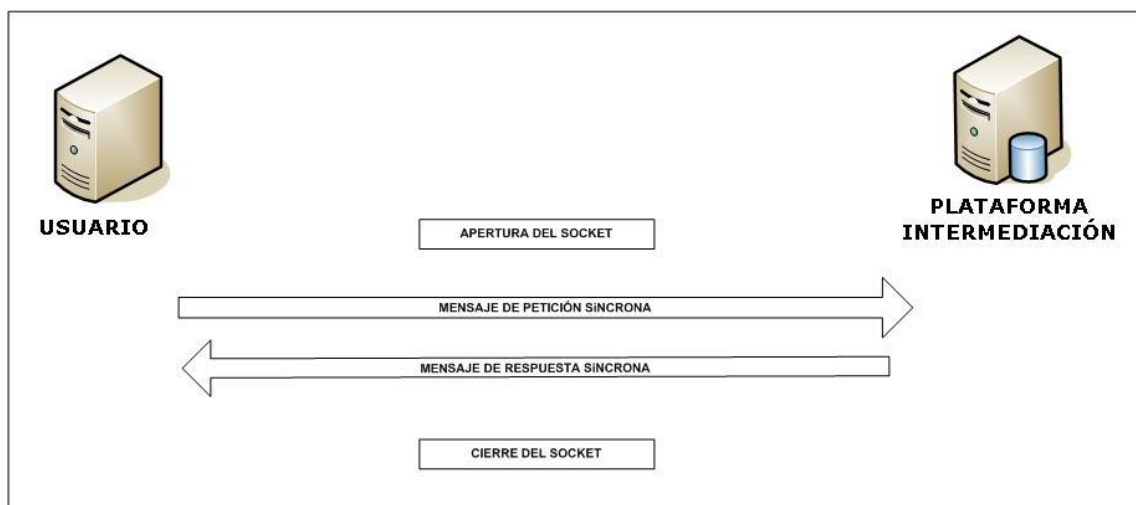 USUARIO
PLATAFORMA
INTERMEDIACIÓN
APERTURA DEL SOCKET
MENSAJE DE PETICIÓN SíNCRONA
MENSAJE DE RESPUESTA SíNCRONA
CIERRE DEL SOCKET